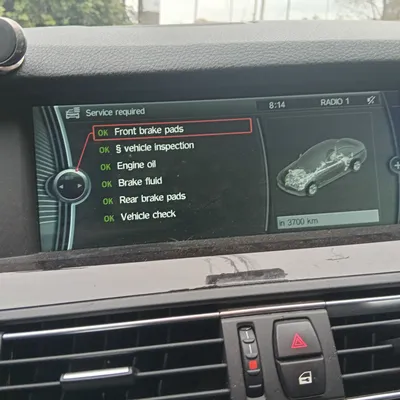 Service required
8:14
RADIO 1
OK Front brake pads
OK § vehicle inspection
OK Engine oil
OK Brake fluid
OK Rear brake pads
OK Vehicle check
in 3700 km